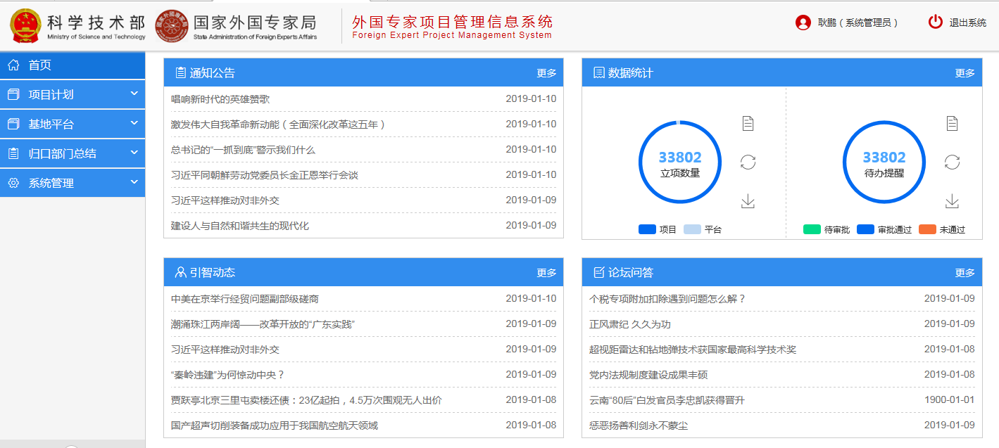 科学技术部
Ministry of Science and Technology
国家外国专家局
State Administration of Foreign Experts Affairs
外国专家项目管理信息系统
Foreign Expert Project Management System
耿鹏（系统管理员）
退出系统
首页
项目计划
基地平台
归口部门总结
系统管理
通知公告 更多
唱响新时代的英雄赞歌 2019-01-10
激发伟大自我革命新动能（全面深化改革这五年） 2019-01-10
总书记的“一抓到底”警示我们什么 2019-01-10
习近平同朝鲜劳动党委员长金正恩举行会谈 2019-01-10
习近平这样推动对非外交 2019-01-09
建设人与自然和谐共生的现代化 2019-01-09
数据统计 更多
33802
立项数量
项目 平台
33802
待办提醒
待审批 审批通过 未通过
引智动态 更多
中美在京举行经贸问题副部级磋商 2019-01-10
潮涌珠江两岸阔——改革开放的“广东实践” 2019-01-09
习近平这样推动对非外交 2019-01-09
“秦岭违建”为何惊动中央？ 2019-01-09
贾跃亭北京三里屯卖楼还债：23亿起拍，4.5万次围观无人出价 2019-01-08
国产超声切削装备成功应用于我国航空航天领域 2019-01-08
论坛问答 更多
个税专项附加扣除遇到问题怎么解？ 2019-01-09
正风肃纪 久久为功 2019-01-09
超视距雷达和钻地弹技术获国家最高科学技术奖 2019-01-08
党内法规制度建设成果丰硕 2019-01-08
云南“80后”白发官员李忠凯获得晋升 1900-01-01
惩恶扬善利剑永不蒙尘 2019-01-09